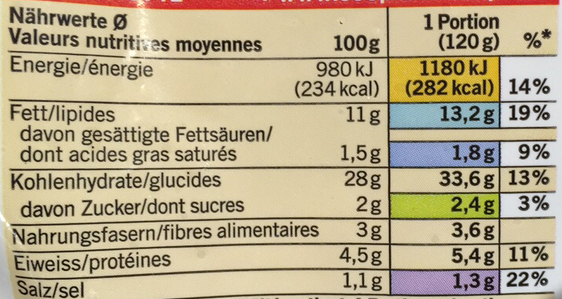 Nährwerte Ø 1 Portion
Valeurs nutritives moyennes 100g (120g) %*
Energie/énergie 980 kJ 1180 kJ
(234 kcal) (282 kcal) 14%
Fett/lipides 11g 13,2g 19%
davon gesättigte Fettsäuren/
dont acides gras saturés 1,5g 1,8g 9%
Kohlenhydrate/glucides 28g 33,6g 13%
davon Zucker/dont sucres 2g 2,4g 3%
Nahrungsfasern/fibres alimentaires 3g 3,6g
Eiweiss/protéines 4,5g 5,4g 11%
Salz/sel 1,1g 1,3g 22%